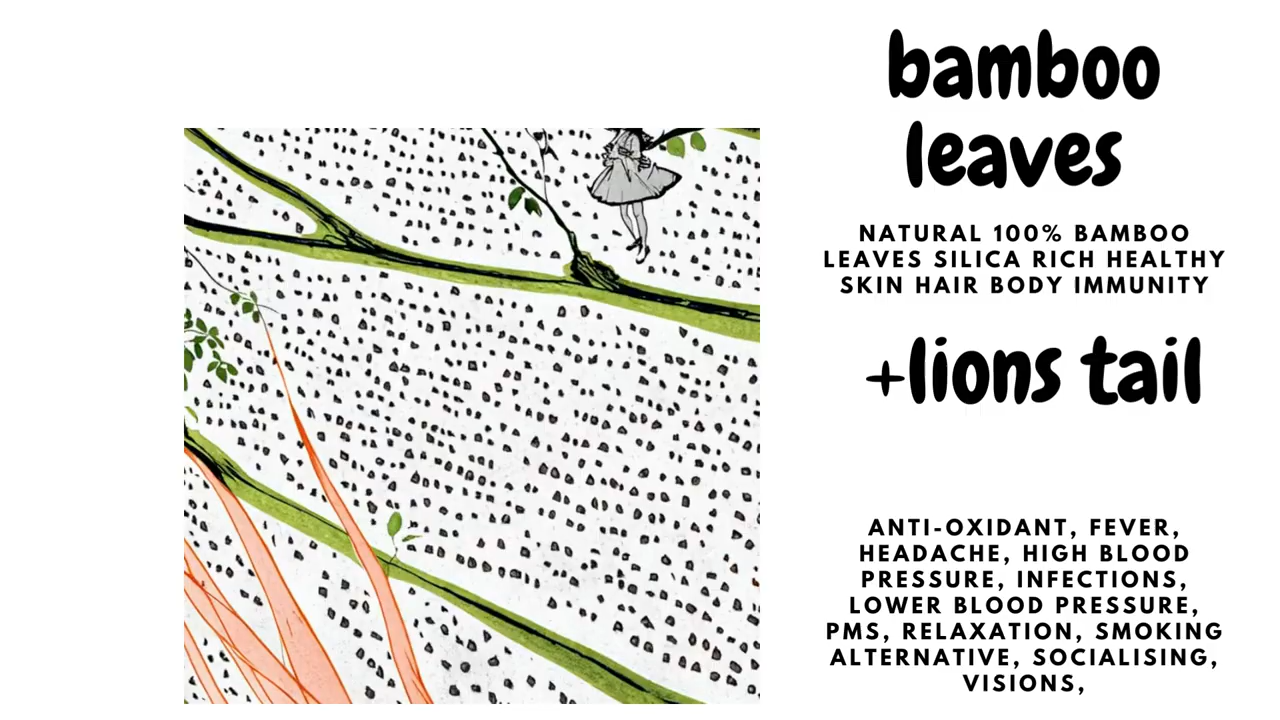 bamboo
leaves
NATURAL 100% BAMBOO
LEAVES SILICA RICH HEALTHY
SKIN HAIR BODY IMMUNITY
+lions tail
ANTI-OXIDANT, FEVER,
HEADACHE, HIGH BLOOD
PRESSURE, INFECTIONS,
LOWER BLOOD PRESSURE,
PMS, RELAXATION, SMOKING
ALTERNATIVE, SOCIALISING,
VISIONS,